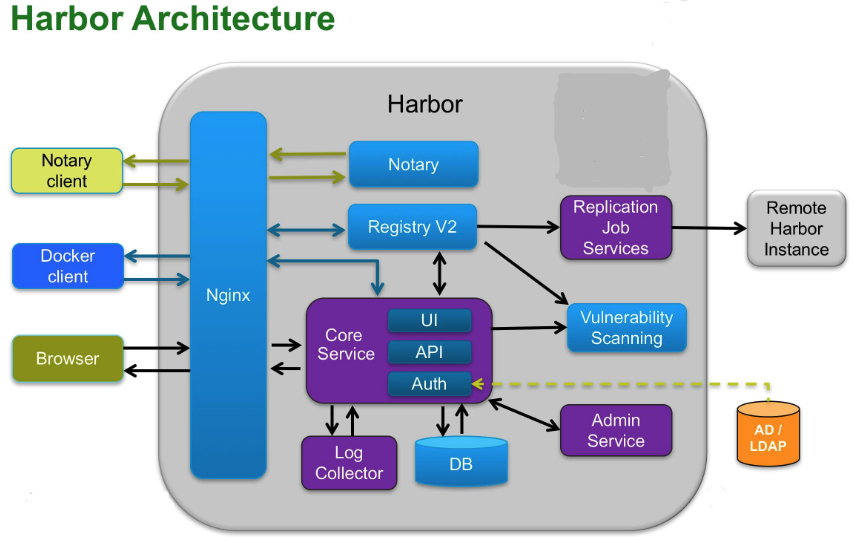 Harbor Architecture
Harbor
Notary
client
Notary
Registry V2
Replication
Job
Services
Remote
Harbor
Instance
Docker
client
Nginx
UI
Core
Service
API
Auth
Vulnerability
Scanning
Browser
Admin
Service
AD /
LDAP
Log
Collector
DB